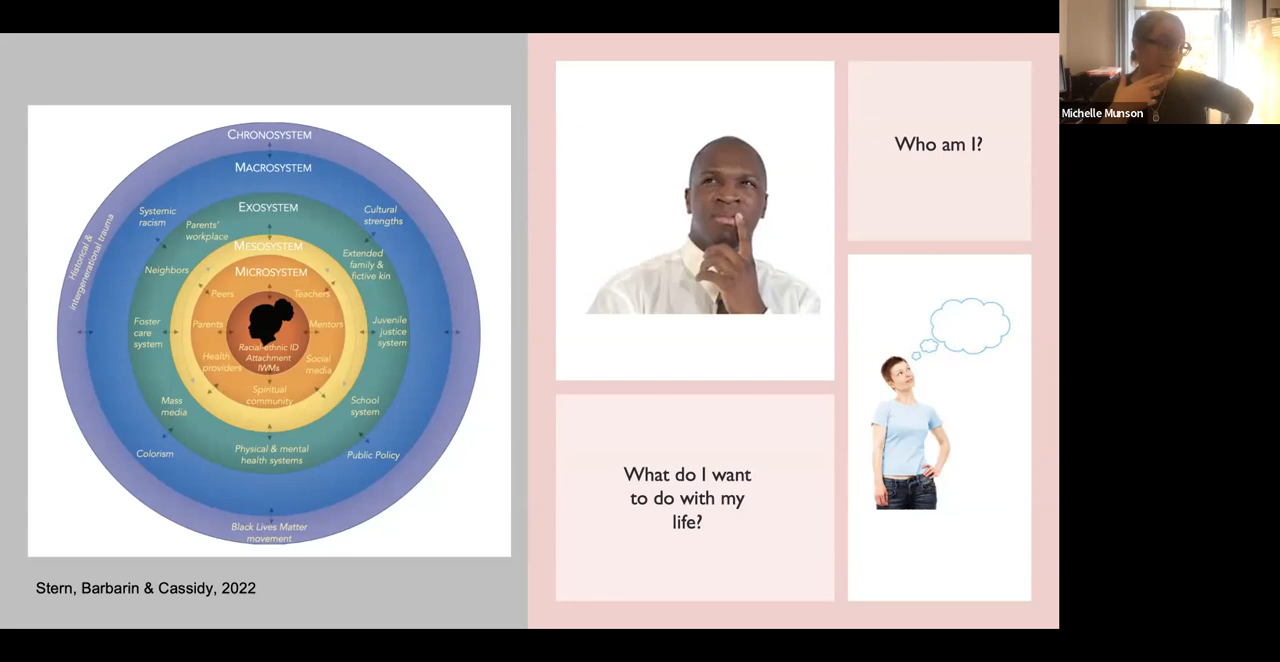 CHRONOSYSTEM
MACROSYSTEM
EXOSYSTEM
MESOSYSTEM
MICROSYSTEM
Historical &
intergenerational trauma
Systemic
racism
Cultural
strengths
Parents'
workplace
Neighbors
Extended
family &
fictive kin
Peers
Teachers
Foster
care
system
Parents
Mentors
Juvenile
justice
system
Racial-ethnic ID
Attachment
IWMs
Health
providers
Social
media
Spiritual
community
Mass
media
School
system
Colorism
Physical & mental
health systems
Public Policy
Black Lives Matter
movement
Stern, Barbarin & Cassidy, 2022
Who am I?
What do I want
to do with my
life?
Michelle Munson